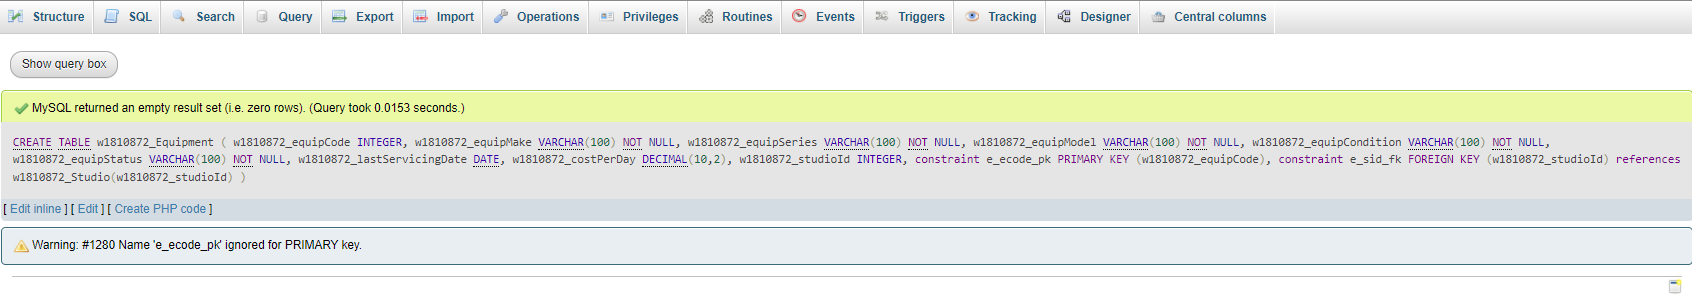 Structure SQL Search Query Export Import Operations Privileges Routines Events Triggers Tracking Designer Central columns
Show query box
MySQL returned an empty result set (i.e. zero rows). (Query took 0.0153 seconds.)
CREATE TABLE w1810872_Equipment ( w1810872_equipCode INTEGER, w1810872_equipMake VARCHAR(100) NOT NULL, w1810872_equipSeries VARCHAR(100) NOT NULL, w1810872_equipModel VARCHAR(100) NOT NULL, w1810872_equipCondition VARCHAR(100) NOT NULL,
w1810872_equipStatus VARCHAR(100) NOT NULL, w1810872_lastServicingDate DATE, w1810872_costPerDay DECIMAL(10,2), w1810872_studioId INTEGER, constraint e_ecode_pk PRIMARY KEY (w1810872_equipCode), constraint e_sid_fk FOREIGN KEY (w1810872_studioId) references
w1810872_Studio(w1810872_studioId) )
[ Edit inline ] [ Edit ] [ Create PHP code ]
Warning: #1280 Name 'e_ecode_pk' ignored for PRIMARY key.